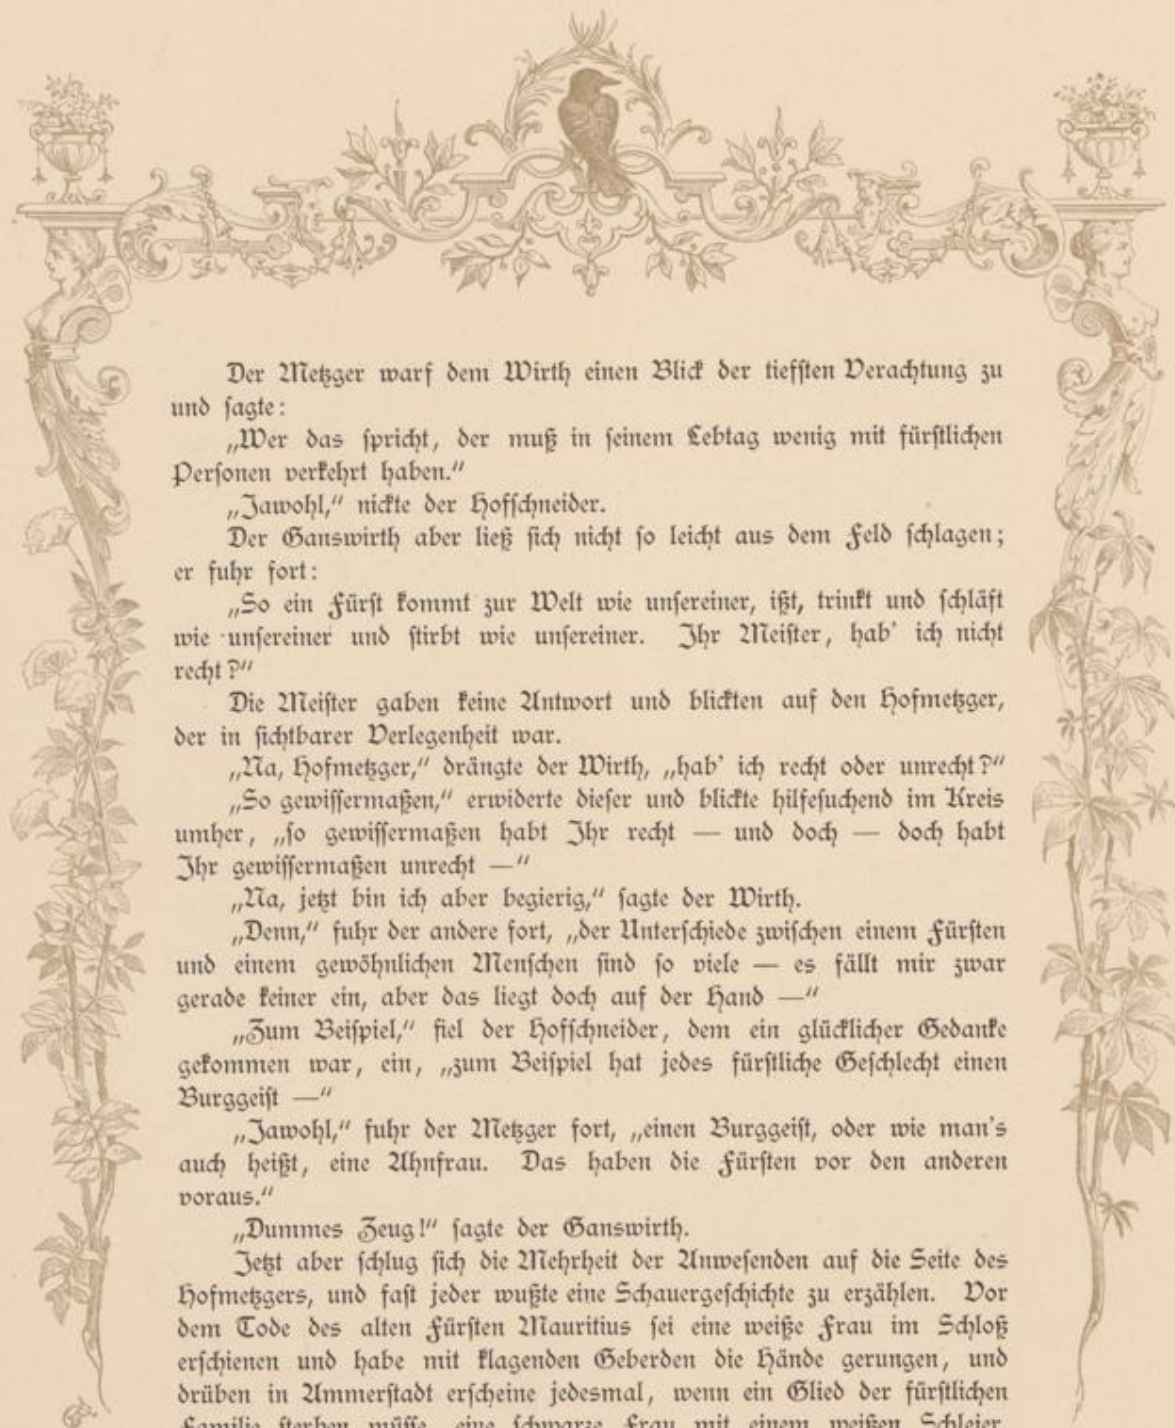 Der Metzger warf dem Wirth einen Blick der tiefsten Verachtung zu
und sagte:
„Wer das spricht, der muß in seinem Lebtag wenig mit fürstlichen
Personen verkehrt haben.“
„Jawohl,“ nickte der Hofschneider.
Der Ganswirth aber ließ sich nicht so leicht aus dem Feld schlagen;
er fuhr fort:
„So ein Fürst kommt zur Welt wie unsereiner, ißt, trinkt und schläft
wie unsereiner und stirbt wie unsereiner. Ihr Meister, hab' ich nicht
recht?“
Die Meister gaben keine Antwort und blickten auf den Hofmetzger,
der in sichtbarer Verlegenheit war.
„Na, Hofmetzger,“ drängte der Wirth, „hab' ich recht oder unrecht?“
„So gewissermaßen,“ erwiderte dieser und blickte hilfesuchend im Kreis
umher, „so gewissermaßen habt Ihr recht — und doch — doch habt
Ihr gewissermaßen unrecht —“
„Na, jetzt bin ich aber begierig,“ sagte der Wirth.
„Denn,“ fuhr der andere fort, „der Unterschiede zwischen einem Fürsten
und einem gewöhnlichen Menschen sind so viele — es fällt mir zwar
gerade keiner ein, aber das liegt doch auf der Hand —“
„Zum Beispiel,“ fiel der Hofschneider, dem ein glücklicher Gedanke
gekommen war, ein, „zum Beispiel hat jedes fürstliche Geschlecht einen
Burggeist —“
„Jawohl,“ fuhr der Metzger fort, „einen Burggeist, oder wie man's
auch heißt, eine Ahnfrau. Das haben die Fürsten vor den anderen
voraus.“
„Dummes Zeug!“ sagte der Ganswirth.
Jetzt aber schlug sich die Mehrheit der Anwesenden auf die Seite des
Hofmetzgers, und fast jeder wußte eine Schauergeschichte zu erzählen. Vor
dem Tode des alten Fürsten Mauritius sei eine weiße Frau im Schloß
erschienen und habe mit klagenden Geberden die Hände gerungen, und
drüben in Ammerstadt erscheine jedesmal, wenn ein Glied der fürstlichen
Familie sterben müsse, eine schwarze Frau mit einem weißen Schleier